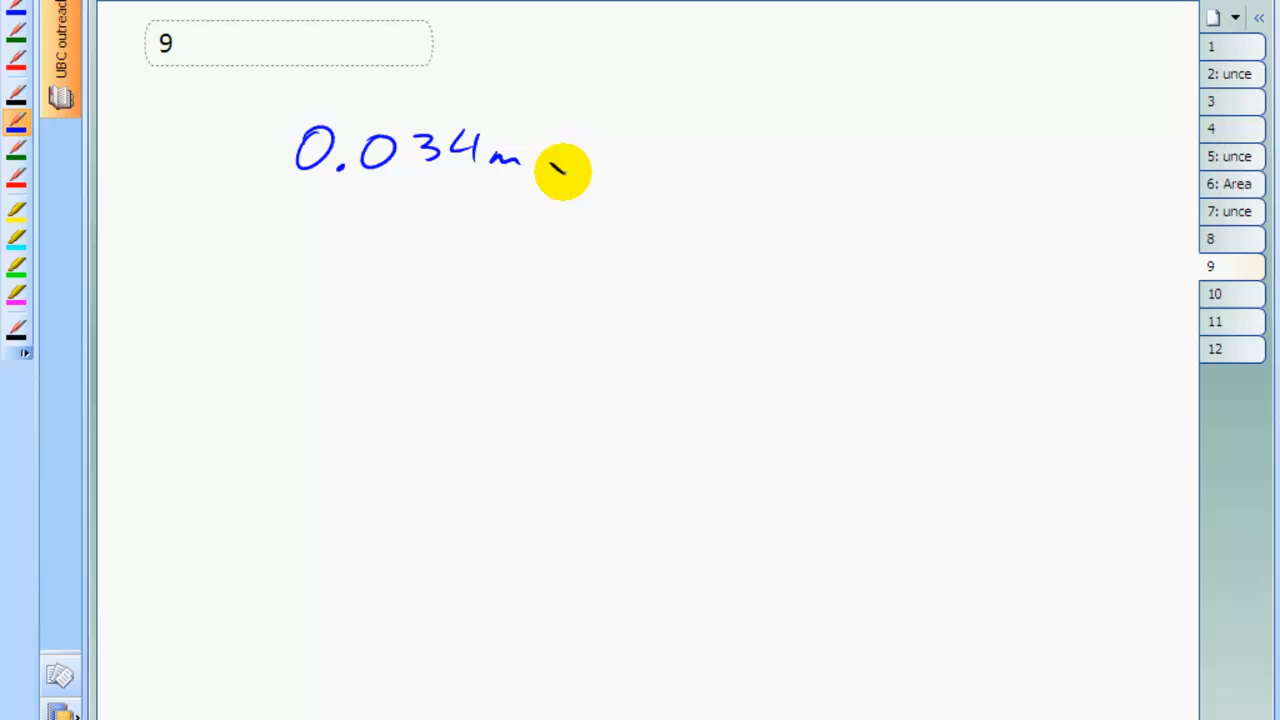 UBC outreach
9
0.034m
1
2: unce
3
4
5: unce
6: Area
7: unce
8
9
10
11
12